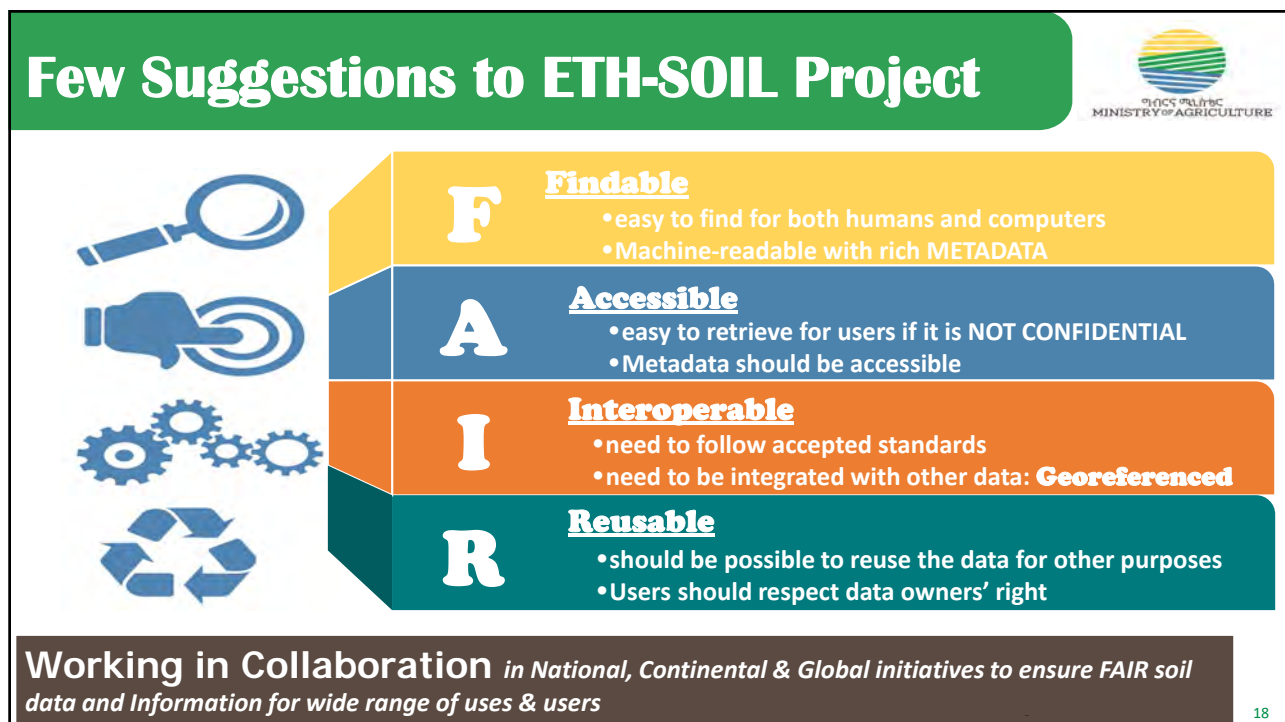 Few Suggestions to ETH-SOIL Project
ግብርና ሚኒስቴር
MINISTRY OF AGRICULTURE
F
Findable
•easy to find for both humans and computers
•Machine-readable with rich METADATA
A
Accessible
•easy to retrieve for users if it is NOT CONFIDENTIAL
•Metadata should be accessible
I
Interoperable
•need to follow accepted standards
•need to be integrated with other data: Georeferenced
R
Reusable
•should be possible to reuse the data for other purposes
•Users should respect data owners’ right
Working in Collaboration in National, Continental & Global initiatives to ensure FAIR soil
data and Information for wide range of uses & users
18